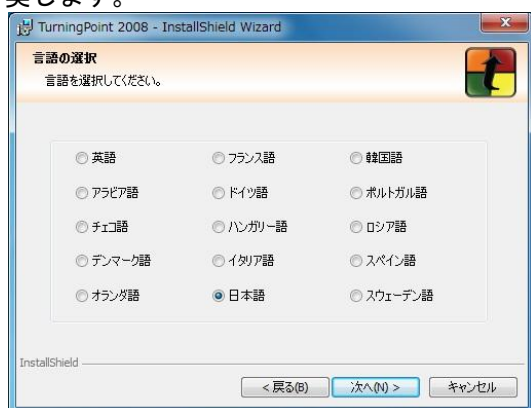 TurningPoint 2008 - InstallShield Wizard
言語の選択
言語を選択してください。
英語 フランス語 韓国語
アラビア語 ドイツ語 ポルトガル語
チェコ語 ハンガリー語 ロシア語
デンマーク語 イタリア語 スペイン語
オランダ語 日本語 スウェーデン語
InstallShield
< 戻る(B) 次へ(N) > キャンセル